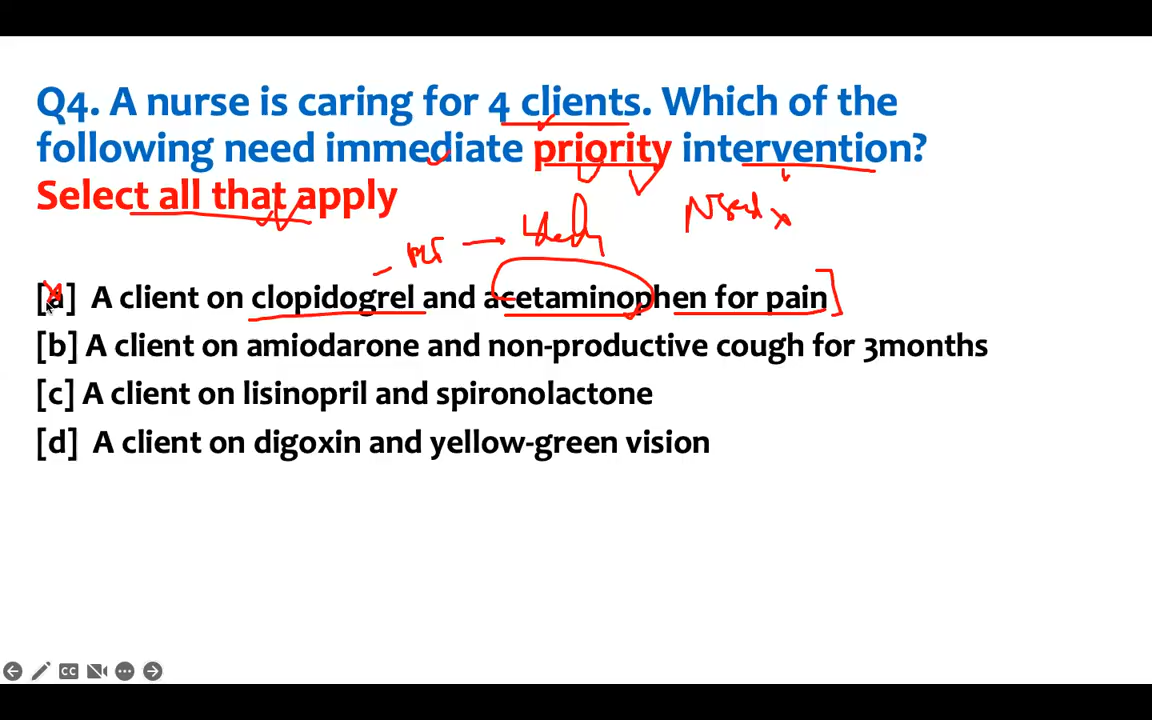 Q4. A nurse is caring for 4 clients. Which of the
following need immediate priority intervention?
Select all that apply
[a] A client on clopidogrel and acetaminophen for pain
[b] A client on amiodarone and non-productive cough for 3months
[c] A client on lisinopril and spironolactone
[d] A client on digoxin and yellow-green vision
CC